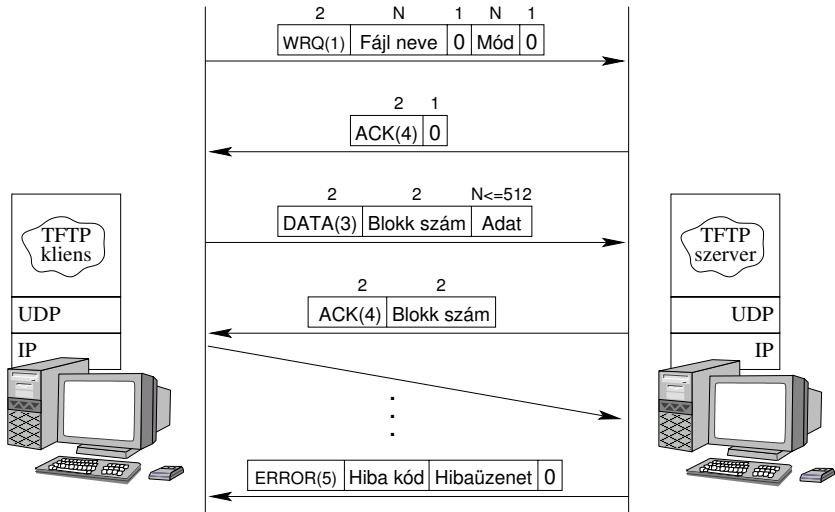 2 N 1 N 1
WRQ(1) Fájl neve 0 Mód 0
2 1
ACK(4) 0
2 2 N<=512
DATA(3) Blokk szám Adat
TFTP
kliens
UDP
IP
TFTP
szerver
UDP
IP
2 2
ACK(4) Blokk szám
ERROR(5) Hiba kód Hibaüzenet 0